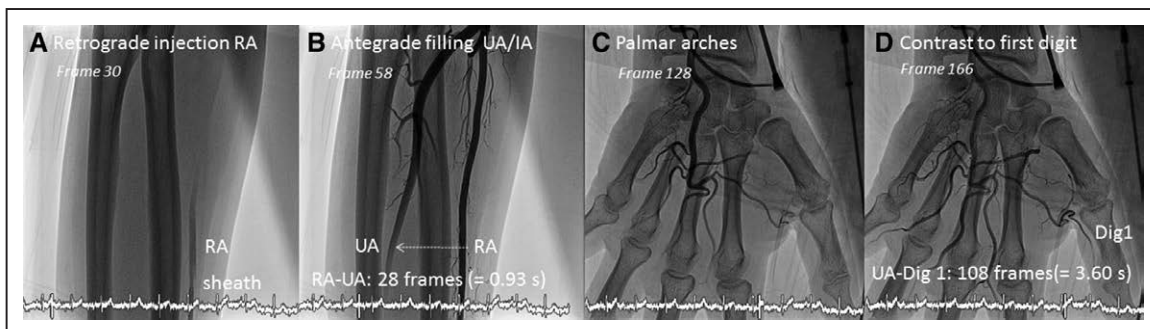 A Retrograde injection RA
Frame 30
RA
sheath
B Antegrade filling UA/IA
Frame 58
UA
RA
RA-UA: 28 frames (= 0.93 s)
C Palmar arches
Frame 128
D Contrast to first digit
Frame 166
Dig1
UA-Dig 1: 108 frames(= 3.60 s)